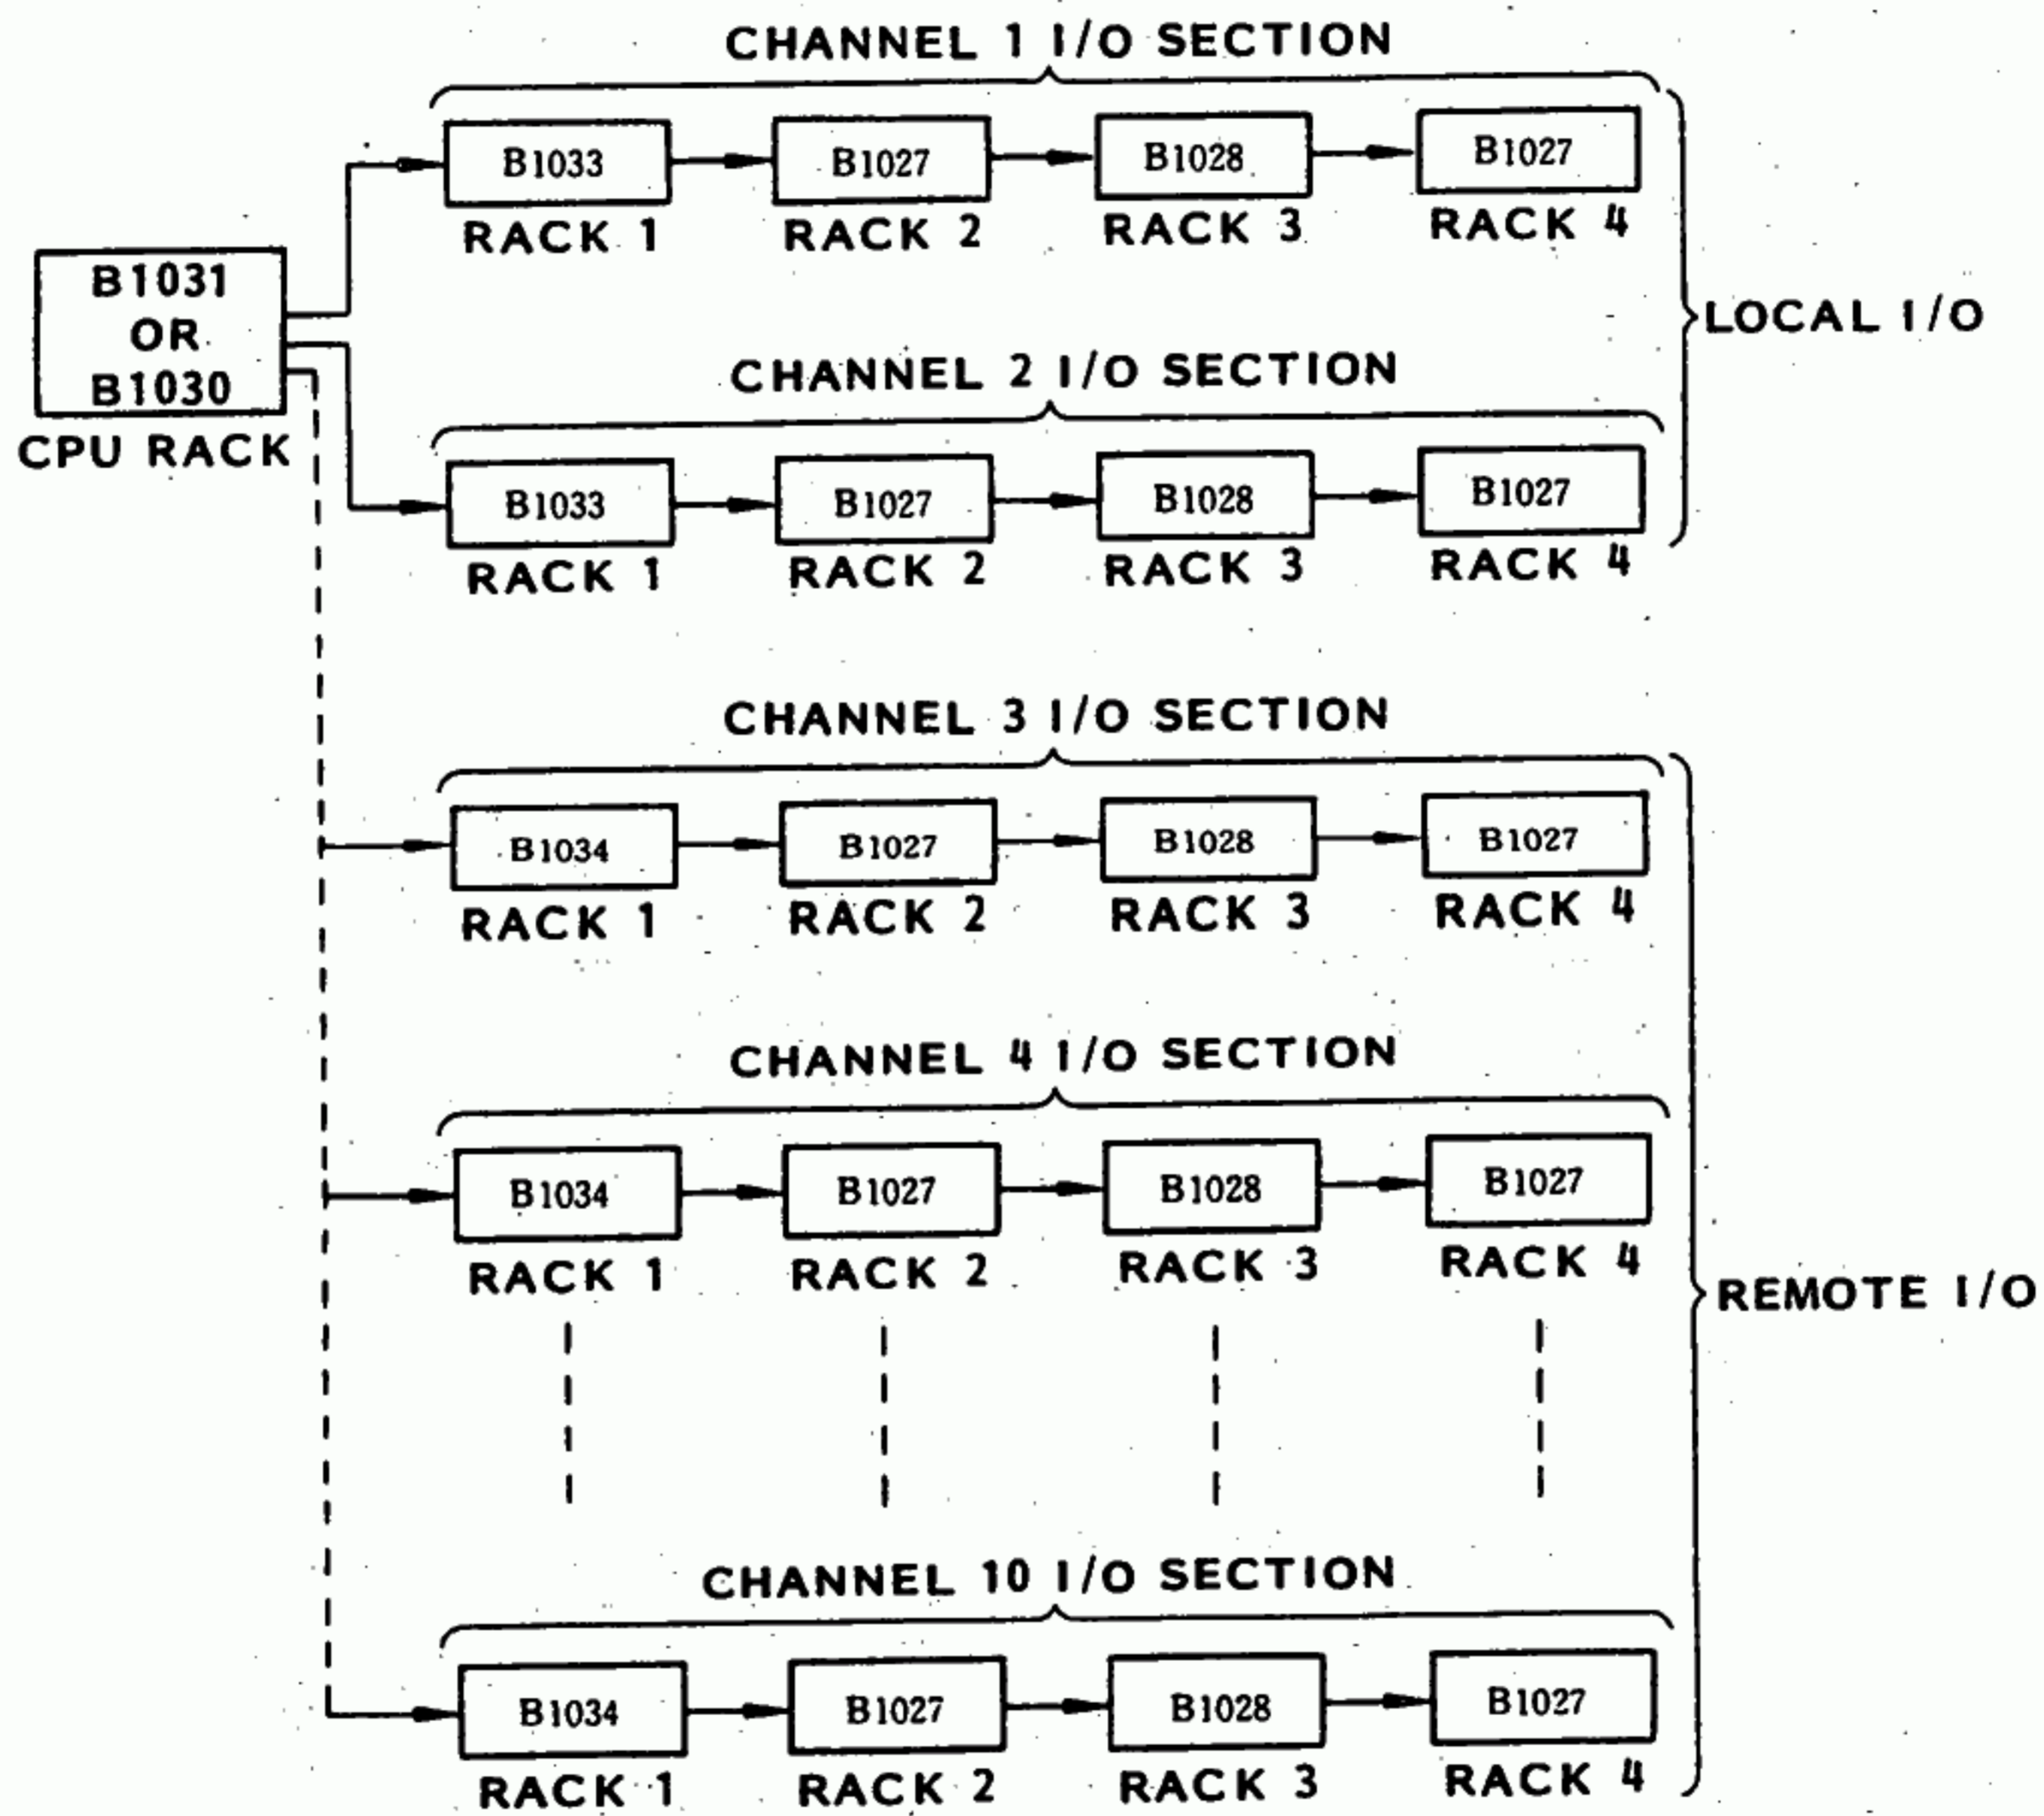 CHANNEL 1 I/O SECTION
B1033 B1027 B1028 B1027
RACK 1 RACK 2 RACK 3 RACK 4
B1031
OR
B1030
CPU RACK
LOCAL I/O
CHANNEL 2 I/O SECTION
B1033 B1027 B1028 B1027
RACK 1 RACK 2 RACK 3 RACK 4
CHANNEL 3 I/O SECTION
B1034 B1027 B1028 B1027
RACK 1 RACK 2 RACK 3 RACK 4
CHANNEL 4 I/O SECTION
B1034 B1027 B1028 B1027
RACK 1 RACK 2 RACK 3 RACK 4
REMOTE I/O
CHANNEL 10 I/O SECTION
B1034 B1027 B1028 B1027
RACK 1 RACK 2 RACK 3 RACK 4